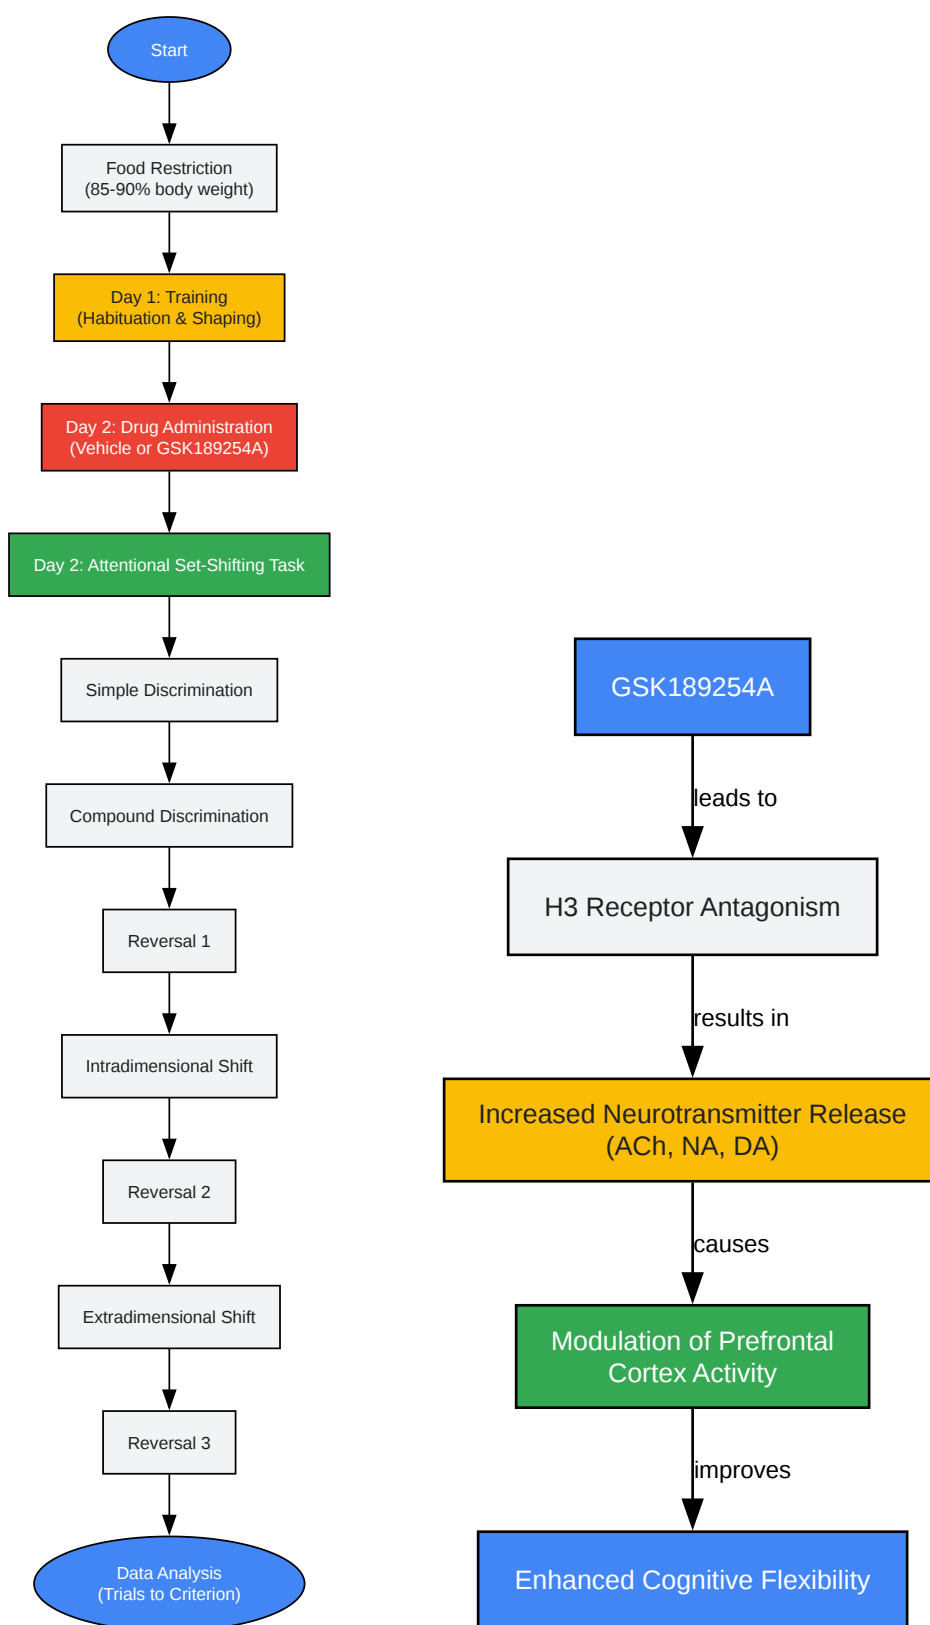 Start
Food Restriction
(85-90% body weight)
Day 1: Training
(Habituation & Shaping)
Day 2: Drug Administration
(Vehicle or GSK189254A)
Day 2: Attentional Set-Shifting Task
Simple Discrimination
Compound Discrimination
Reversal 1
Intradimensional Shift
Reversal 2
Extradimensional Shift
Reversal 3
Data Analysis
(Trials to Criterion)
GSK189254A
leads to
H3 Receptor Antagonism
results in
Increased Neurotransmitter Release
(ACh, NA, DA)
causes
Modulation of Prefrontal
Cortex Activity
improves
Enhanced Cognitive Flexibility